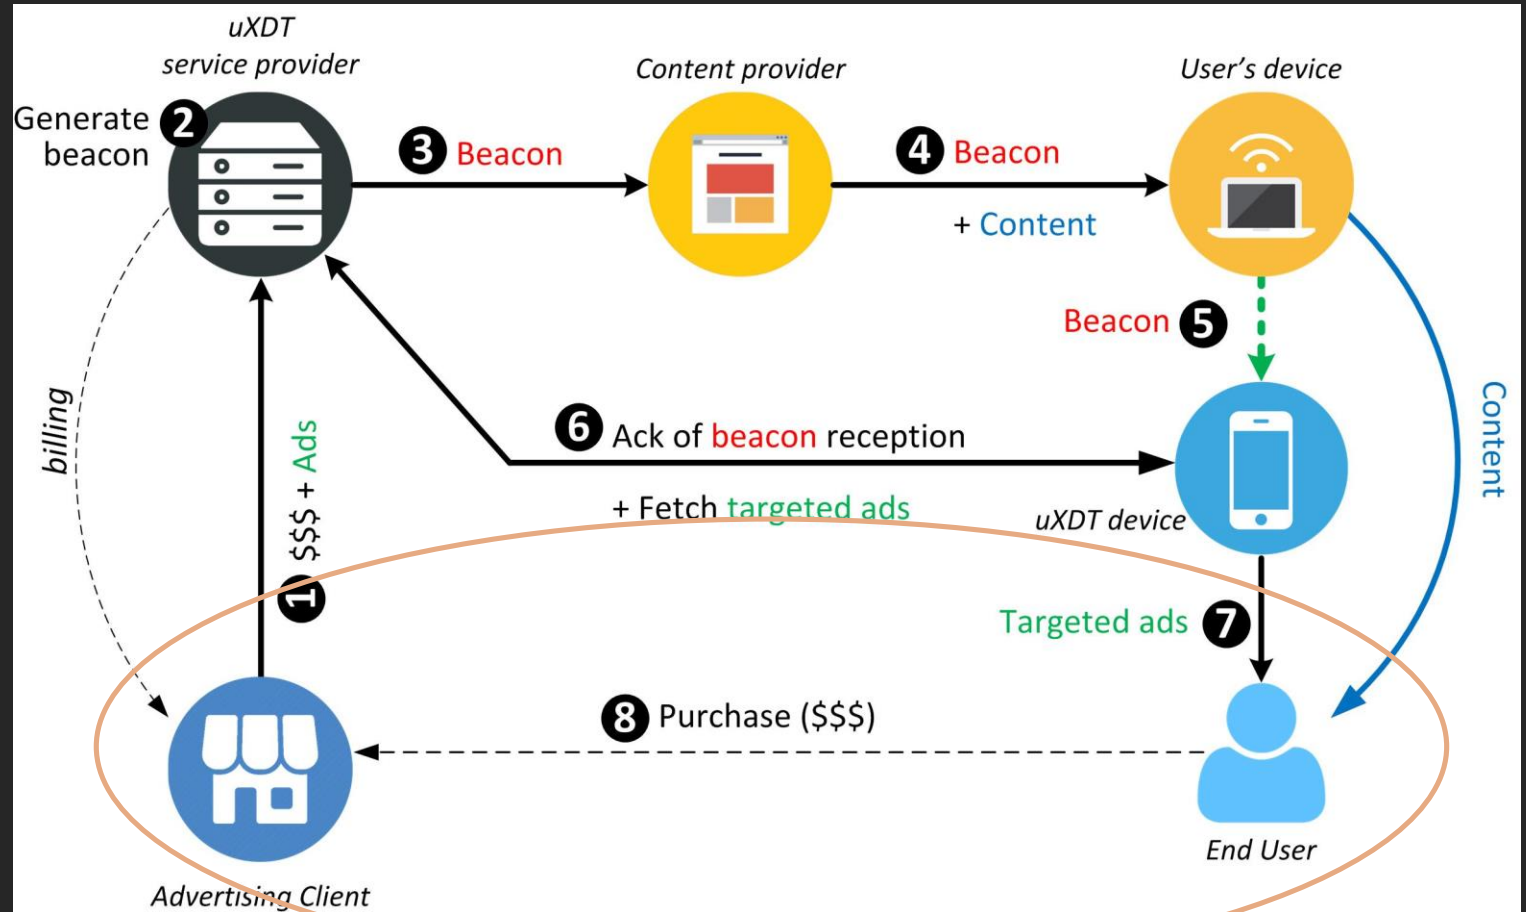 uXDT
service provider
Content provider
User's device
Generate
beacon
2
3 Beacon
4 Beacon
+ Content
Beacon 5
billing
1 $$$ + Ads
6 Ack of beacon reception
+ Fetch targeted ads
uXDT device
Content
Targeted ads 7
8 Purchase ($$$)
End User
Advertising Client